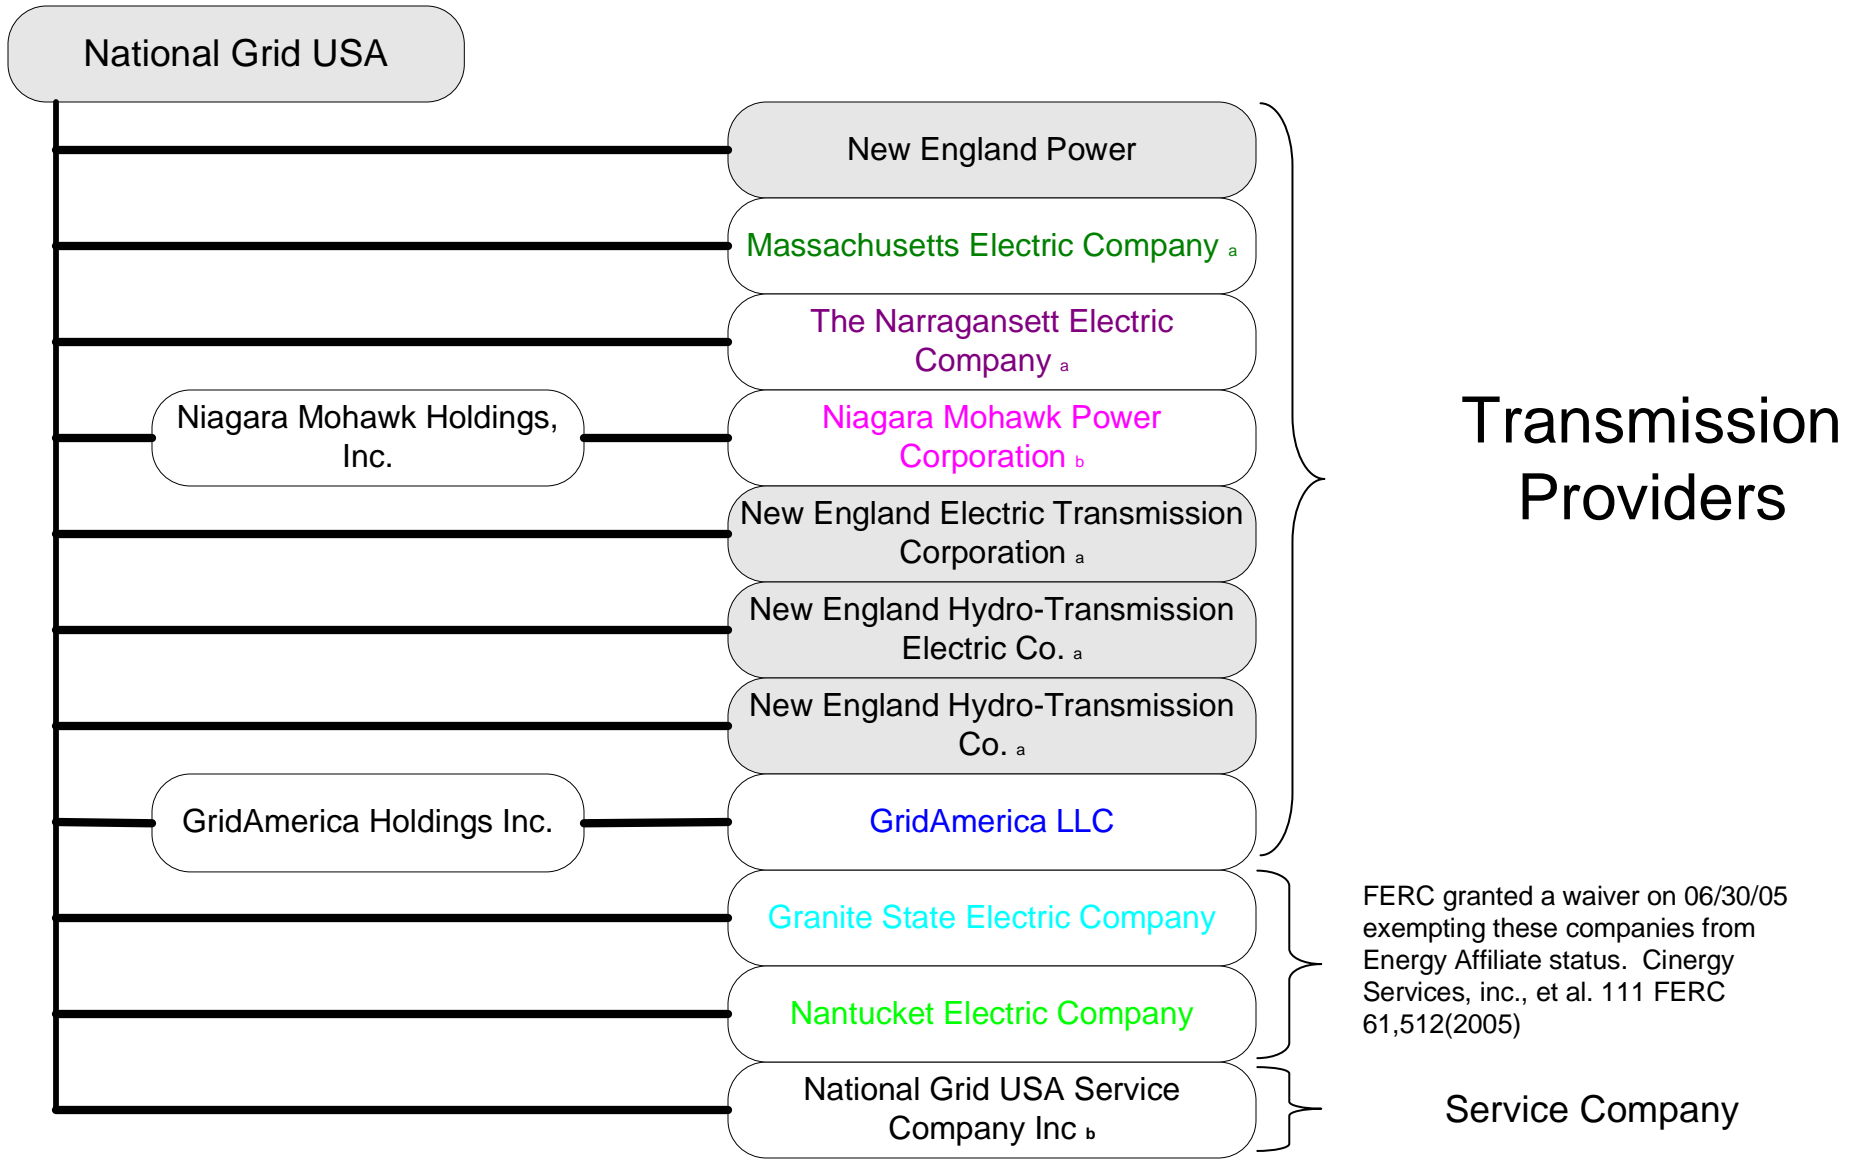 National Grid USA
New England Power
Massachusetts Electric Company a
The Narragansett Electric
Company a
Niagara Mohawk Holdings,
Inc.
Niagara Mohawk Power
Corporation b
New England Electric Transmission
Corporation a
New England Hydro-Transmission
Electric Co. a
New England Hydro-Transmission
Co. a
GridAmerica Holdings Inc.
GridAmerica LLC
Transmission
Providers
Granite State Electric Company
Nantucket Electric Company
FERC granted a waiver on 06/30/05
exempting these companies from
Energy Affiliate status.  Cinergy
Services, inc., et al. 111 FERC
61,512(2005)
National Grid USA Service
Company Inc b
Service Company